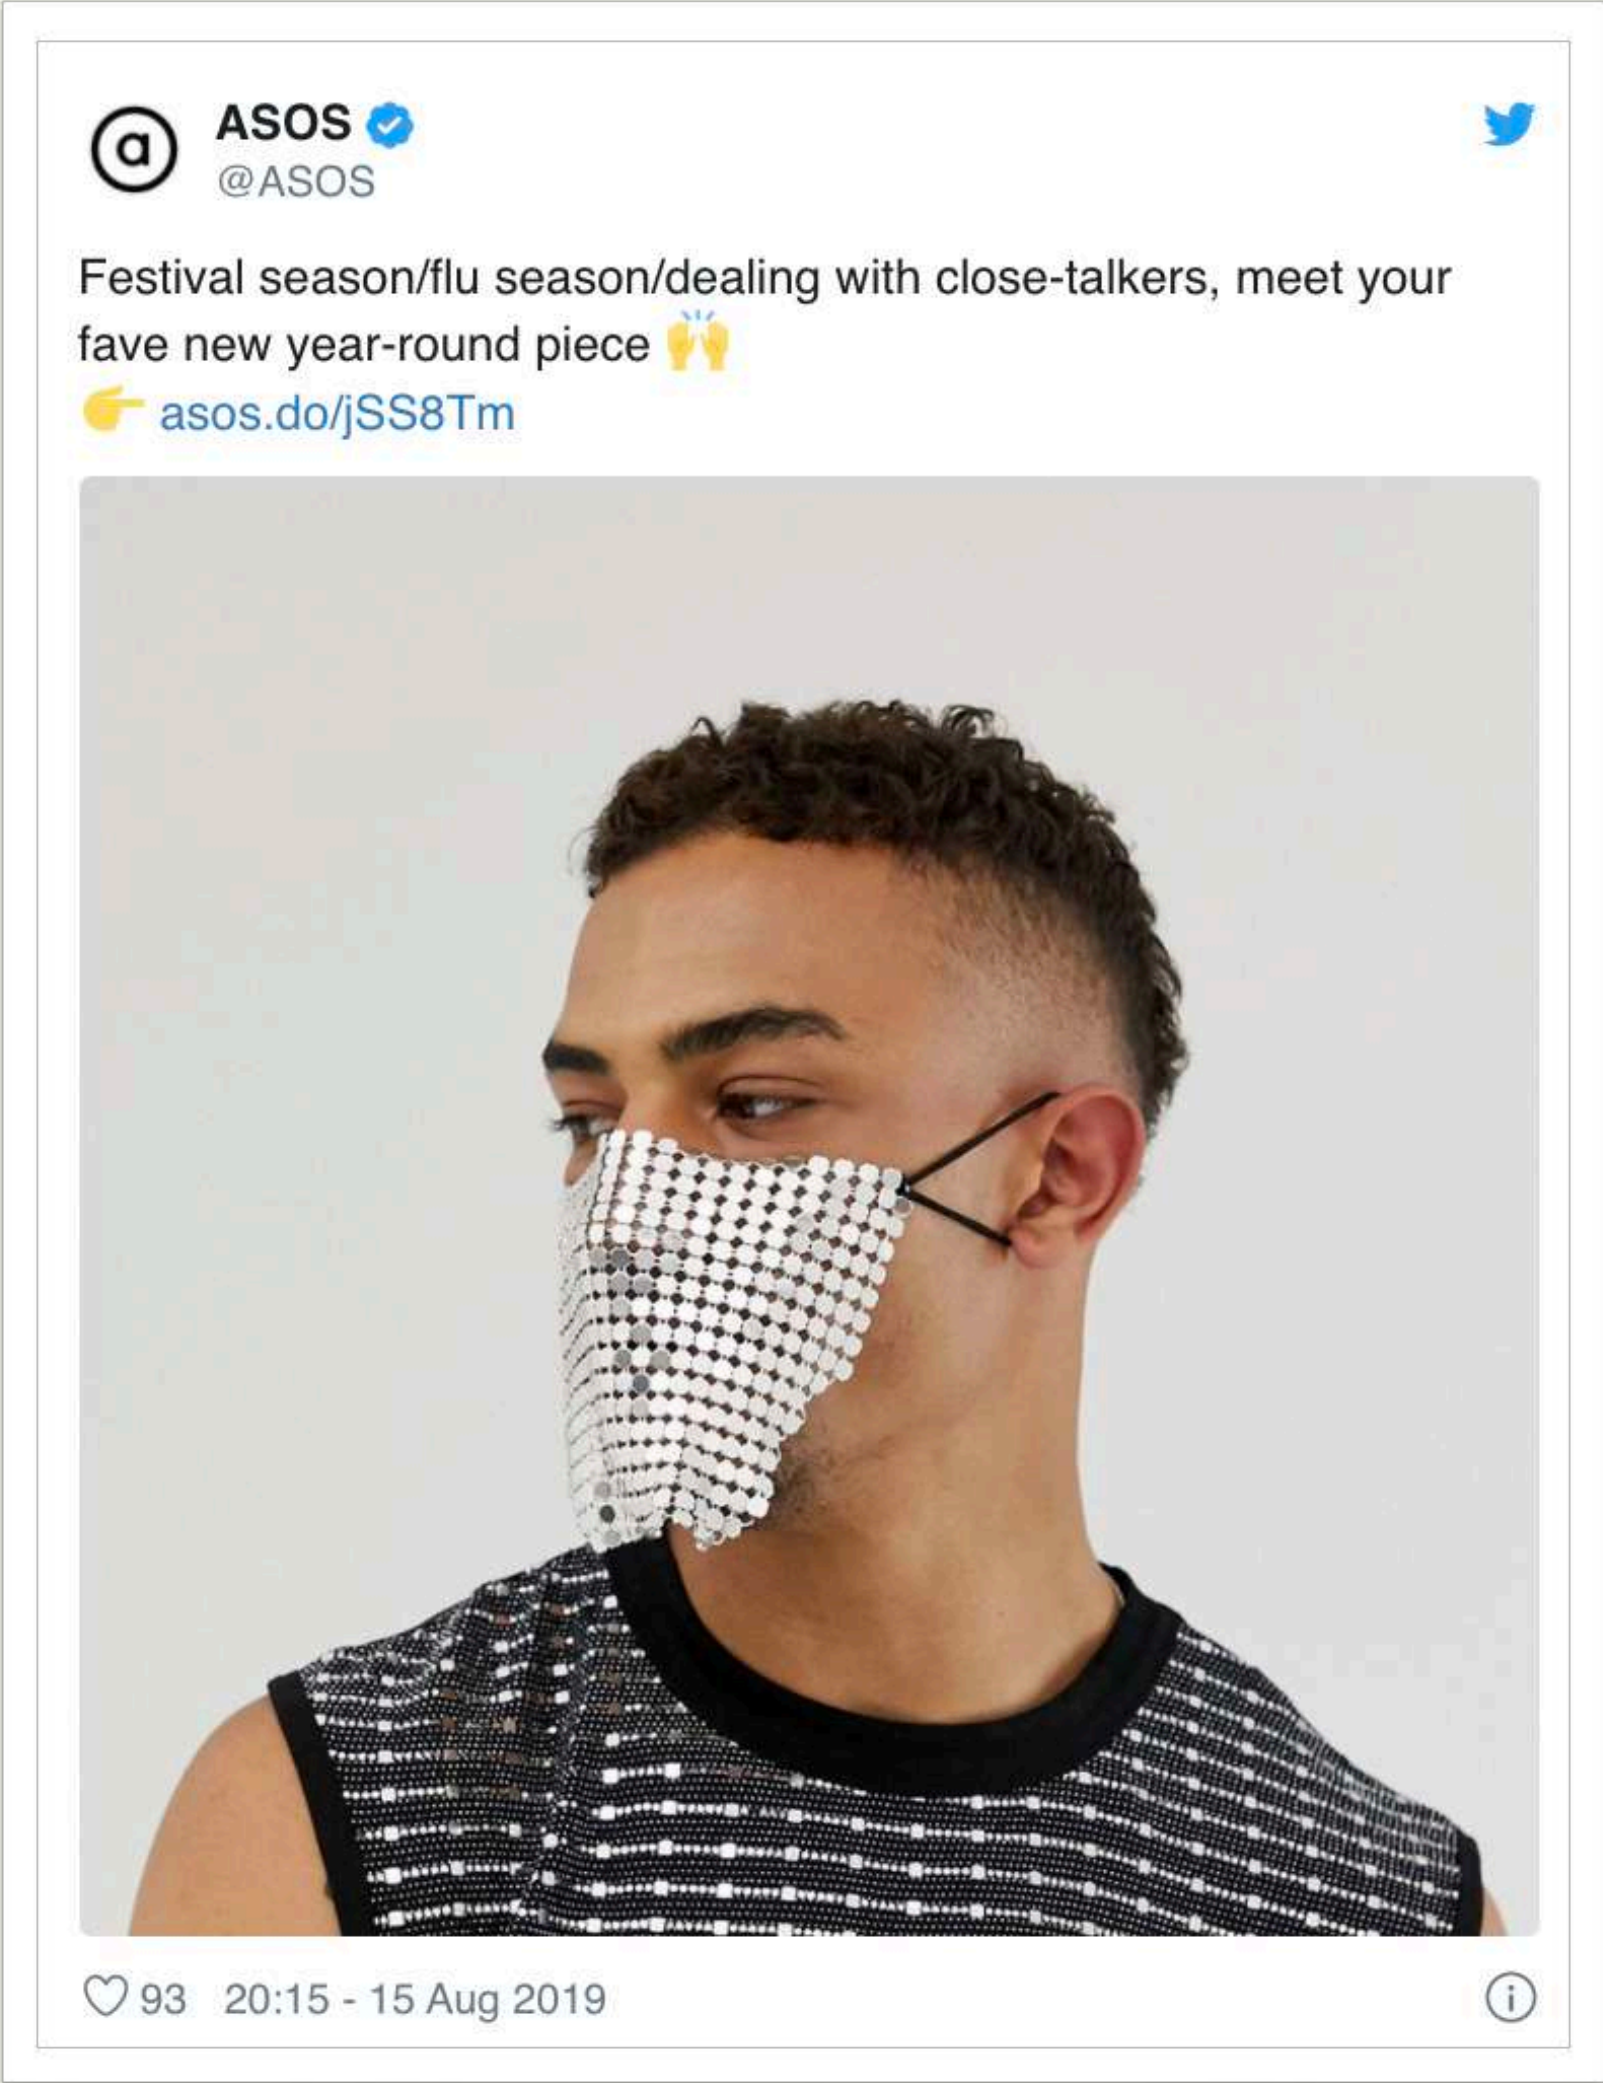 ASOS
@ASOS
Festival season/flu season/dealing with close-talkers, meet your
fave new year-round piece 🙌
👉 asos.do/jSS8Tm
93 20:15 - 15 Aug 2019